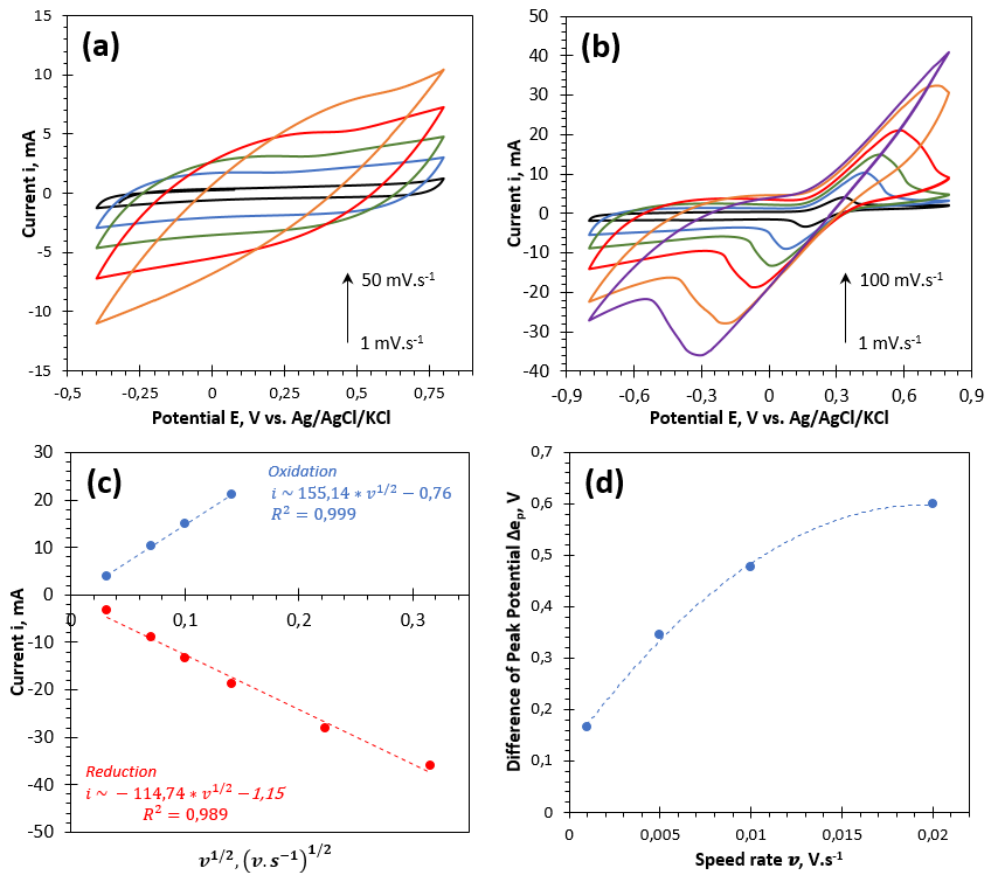 (a)
15
10
5
0
-5
-10
-15
-0,5
-0,25
0
0,25
0,5
0,75
Current i, mA
Potential E, V vs. Ag/AgCl/KCl
50 mV.s⁻¹
1 mV.s⁻¹
(b)
50
40
30
20
10
0
-10
-20
-30
-40
-0,9
-0,6
-0,3
0
0,3
0,6
0,9
Current i, mA
Potential E, V vs. Ag/AgCl/KCl
100 mV.s⁻¹
1 mV.s⁻¹
(c)
30
20
10
0
-10
-20
-30
-40
-50
0
0,1
0,2
0,3
Current i, mA
Oxidation
i ~ 155,14 * v^1/2 − 0,76
R² = 0,999
Reduction
i ~ − 114,74 * v^1/2 −1,15
R² = 0,989
v^1/2, (v. s⁻¹)^1/2
(d)
0,7
0,6
0,5
0,4
0,3
0,2
0,1
0
0
0,005
0,01
0,015
0,02
Difference of Peak Potential Δeₚ, V
Speed rate v, V.s⁻¹